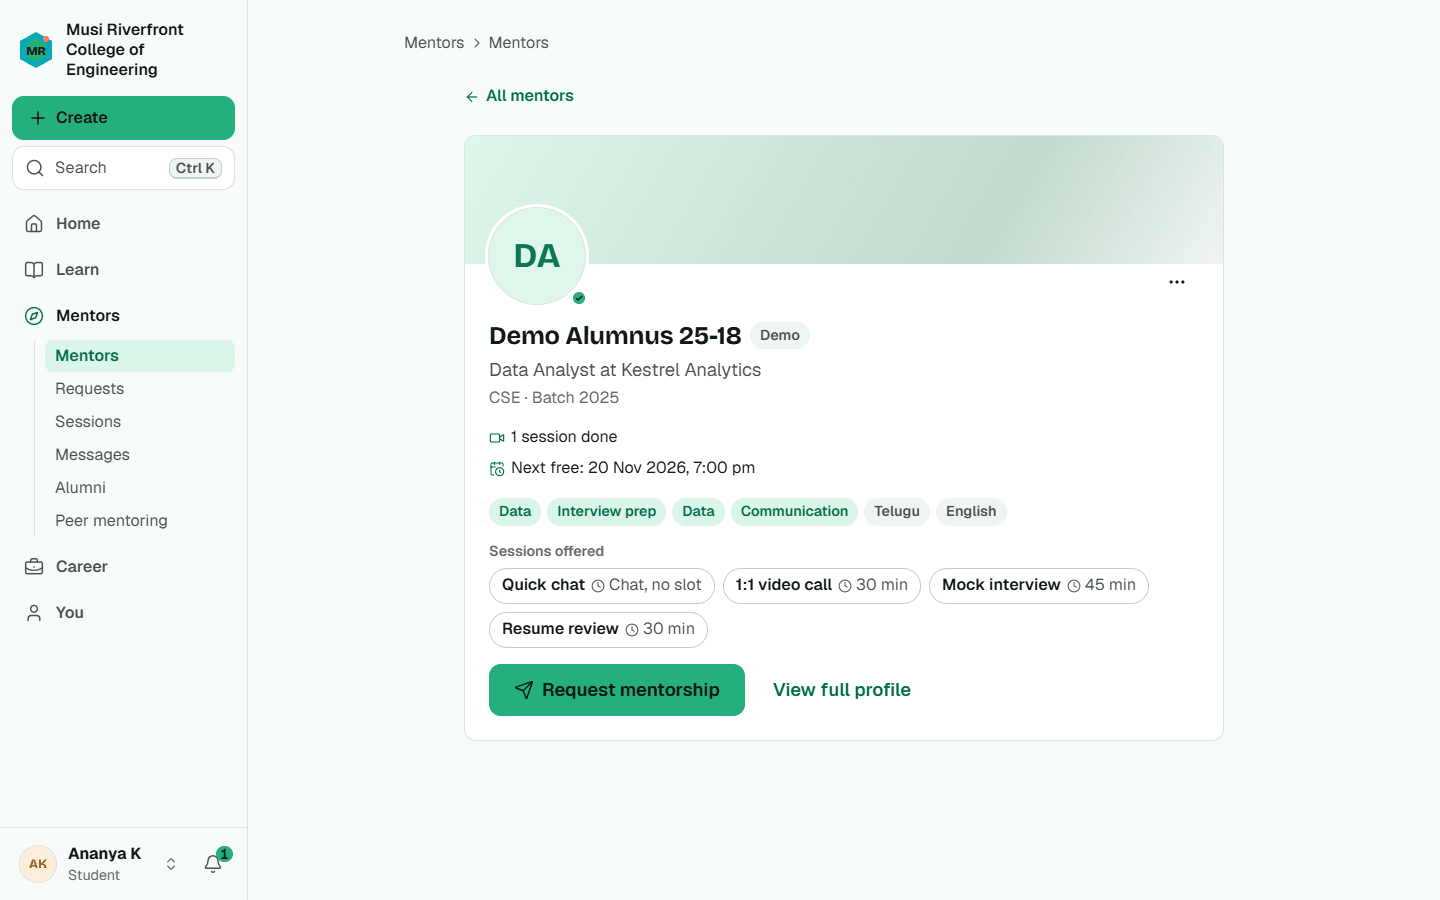 MR
Musi Riverfront
College of
Engineering
Create
Search Ctrl K
Home
Learn
Mentors
Mentors
Requests
Sessions
Messages
Alumni
Peer mentoring
Career
You
AK
Ananya K
Student
1
Mentors > Mentors
← All mentors
DA
Demo Alumnus 25-18 Demo
Data Analyst at Kestrel Analytics
CSE · Batch 2025
1 session done
Next free: 20 Nov 2026, 7:00 pm
Data Interview prep Data Communication Telugu English
Sessions offered
Quick chat Chat, no slot 1:1 video call 30 min Mock interview 45 min
Resume review 30 min
Request mentorship View full profile